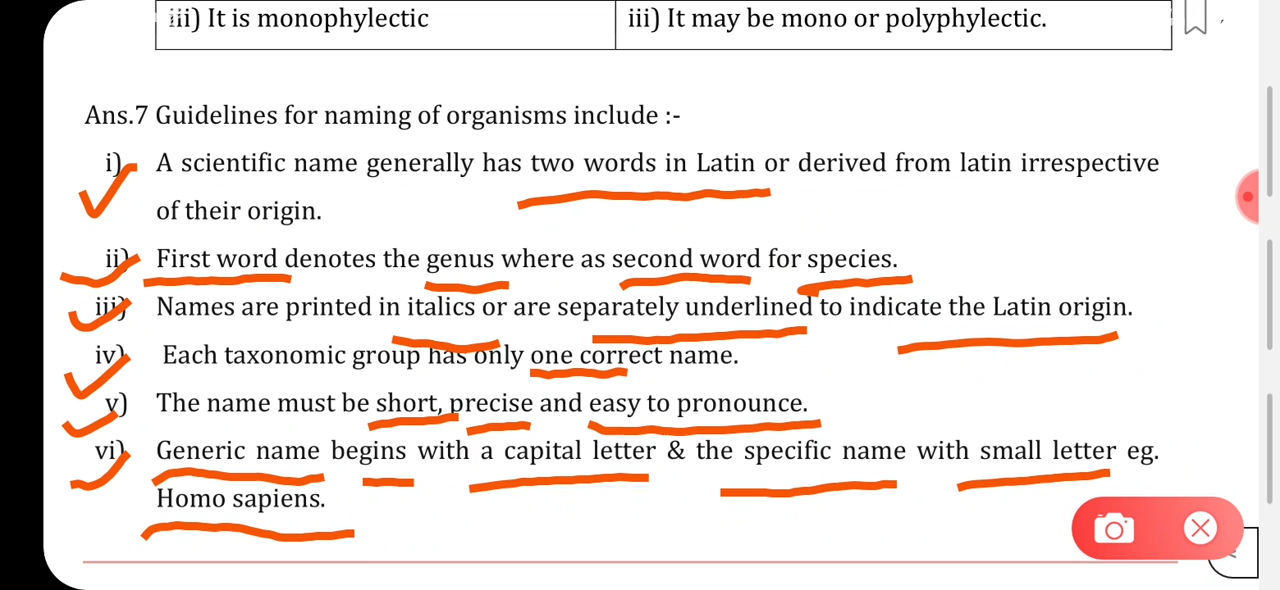 iii) It is monophylectic
iii) It may be mono or polyphylectic.
Ans.7 Guidelines for naming of organisms include :-
i) A scientific name generally has two words in Latin or derived from latin irrespective
of their origin.
ii) First word denotes the genus where as second word for species.
iii) Names are printed in italics or are separately underlined to indicate the Latin origin.
iv) Each taxonomic group has only one correct name.
v) The name must be short, precise and easy to pronounce.
vi) Generic name begins with a capital letter & the specific name with small letter eg.
Homo sapiens.